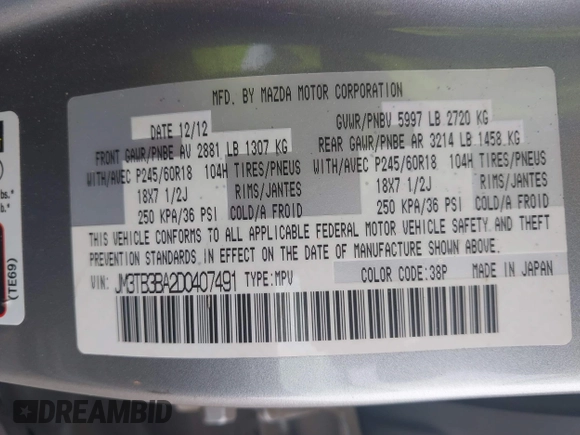 MFD. BY MAZDA MOTOR CORPORATION
DATE 12/12
GVWR/PNBV 5997 LB 2720 KG
FRONT GAWR/PNBE AV 2881 LB 1307 KG
REAR GAWR/PNBE AR 3214 LB 1458 KG
WITH/AVEC P245/60R18 104H TIRES/PNEUS
WITH/AVEC P245/60R18 104H TIRES/PNEUS
18X7 1/2J RIMS/JANTES
18X7 1/2J RIMS/JANTES
250 KPA/36 PSI COLD/A FROID
250 KPA/36 PSI COLD/A FROID
THIS VEHICLE CONFORMS TO ALL APPLICABLE FEDERAL MOTOR VEHICLE SAFETY AND THEFT
PREVENTION STANDARDS IN EFFECT ON THE DATE OF MANUFACTURE SHOWN ABOVE.
VIN: JM3TB3BA2D0407491 TYPE:MPV
COLOR CODE:38P MADE IN JAPAN
(TE69)
DREAMBID